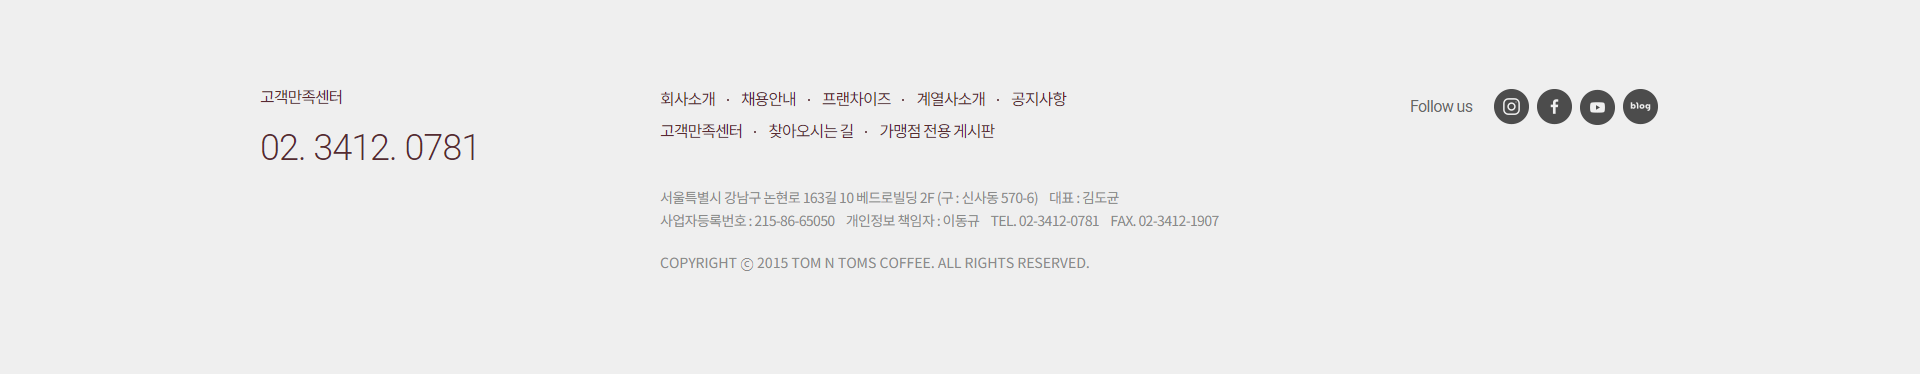 고객만족센터
02. 3412. 0781
회사소개 · 채용안내 · 프랜차이즈 · 계열사소개 · 공지사항
고객만족센터 · 찾아오시는 길 · 가맹점 전용 게시판
서울특별시 강남구 논현로 163길 10 베드로빌딩 2F (구 : 신사동 570-6) 대표 : 김도균
사업자등록번호 : 215-86-65050 개인정보 책임자 : 이동규 TEL. 02-3412-0781 FAX. 02-3412-1907
COPYRIGHT ⓒ 2015 TOM N TOMS COFFEE. ALL RIGHTS RESERVED.
Follow us
blog